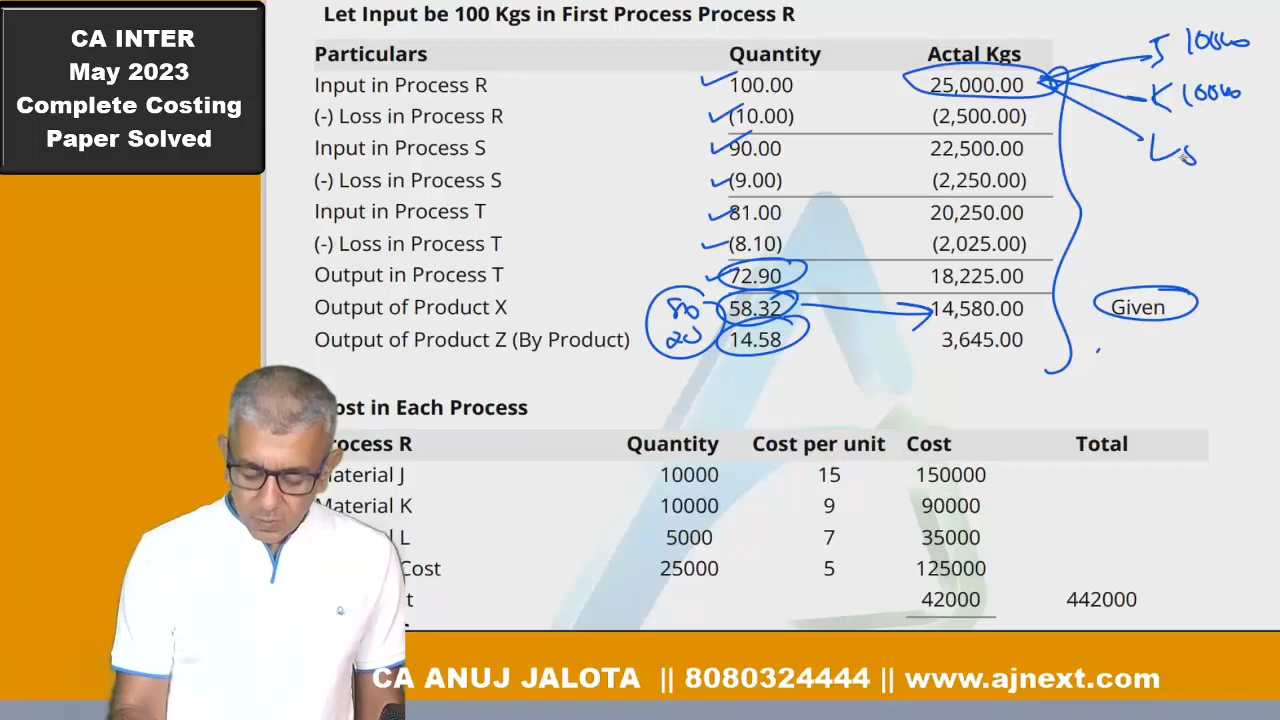 CA INTER
May 2023
Complete Costing
Paper Solved
Let Input be 100 Kgs in First Process Process R
Particulars Quantity Actal Kgs
Input in Process R 100.00 25,000.00
(-) Loss in Process R (10.00) (2,500.00)
Input in Process S 90.00 22,500.00
(-) Loss in Process S (9.00) (2,250.00)
Input in Process T 81.00 20,250.00
(-) Loss in Process T (8.10) (2,025.00)
Output in Process T 72.90 18,225.00
Output of Product X 80 58.32 14,580.00 Given
Output of Product Z (By Product) 20 14.58 3,645.00
J 10000
K 10000
L
ost in Each Process
rocess R Quantity Cost per unit Cost Total
aterial J 10000 15 150000
Material K 10000 9 90000
L 5000 7 35000
Cost 25000 5 125000
t 42000 442000
CA ANUJ JALOTA || 8080324444 || www.ajnext.com